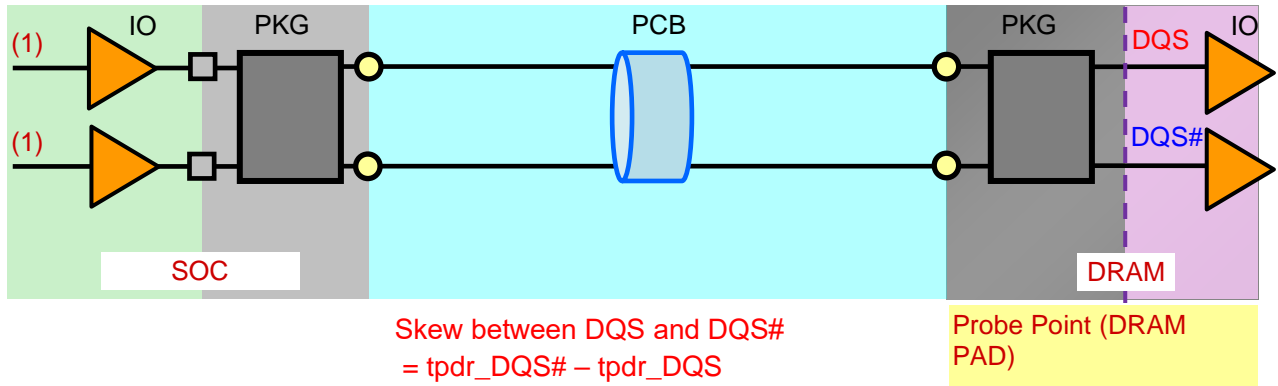 IO
PKG
PCB
PKG
IO
(1)
DQS
(1)
DQS#
SOC
DRAM
Skew between DQS and DQS#
= tpdr_DQS# – tpdr_DQS
Probe Point (DRAM
PAD)